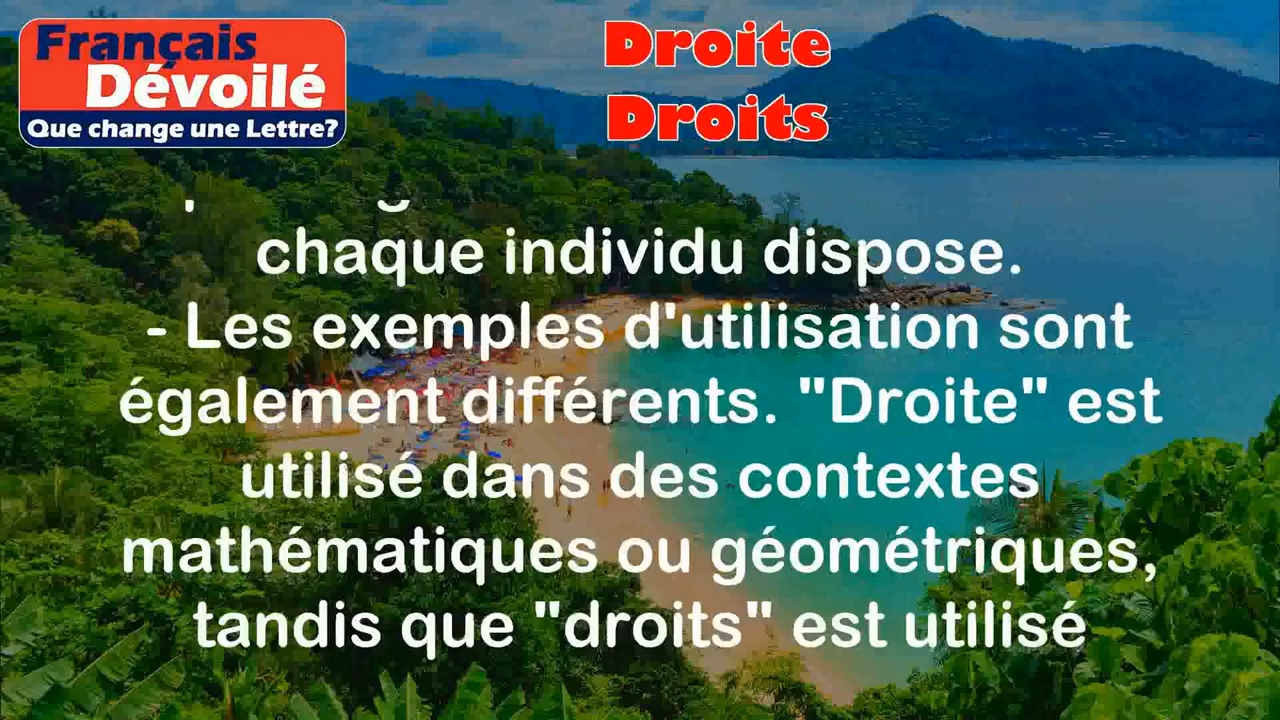 Français
Dévoilé
Que change une Lettre?
Droite
Droits
chaque individu dispose.
- Les exemples d'utilisation sont
également différents. "Droite" est
utilisé dans des contextes
mathématiques ou géométriques,
tandis que "droits" est utilisé